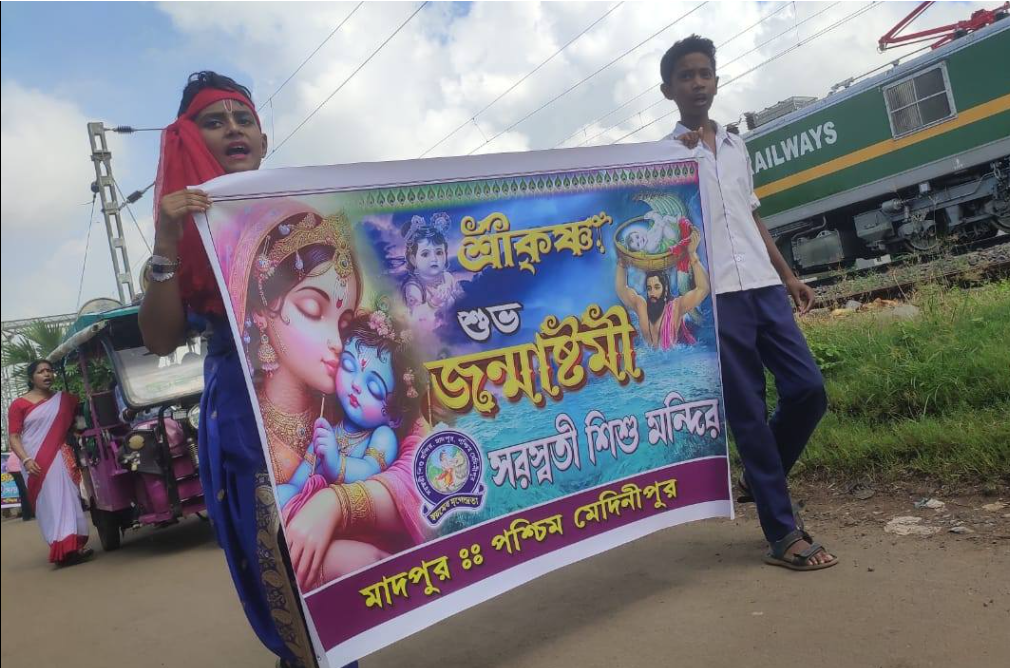 শ্রীকৃষ্ণ
শুভ
জন্মাষ্টমী
সরস্বতী শিশু মন্দির
মাদপুর ঃঃ পশ্চিম মেদিনীপুর
RAILWAYS